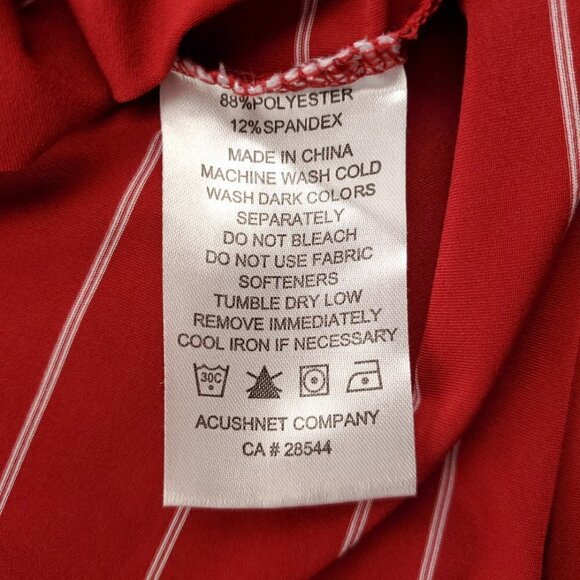 88%POLYESTER
12%SPANDEX
MADE IN CHINA
MACHINE WASH COLD
WASH DARK COLORS
SEPARATELY
DO NOT BLEACH
DO NOT USE FABRIC
SOFTENERS
TUMBLE DRY LOW
REMOVE IMMEDIATELY
COOL IRON IF NECESSARY
30C
ACUSHNET COMPANY
CA # 28544